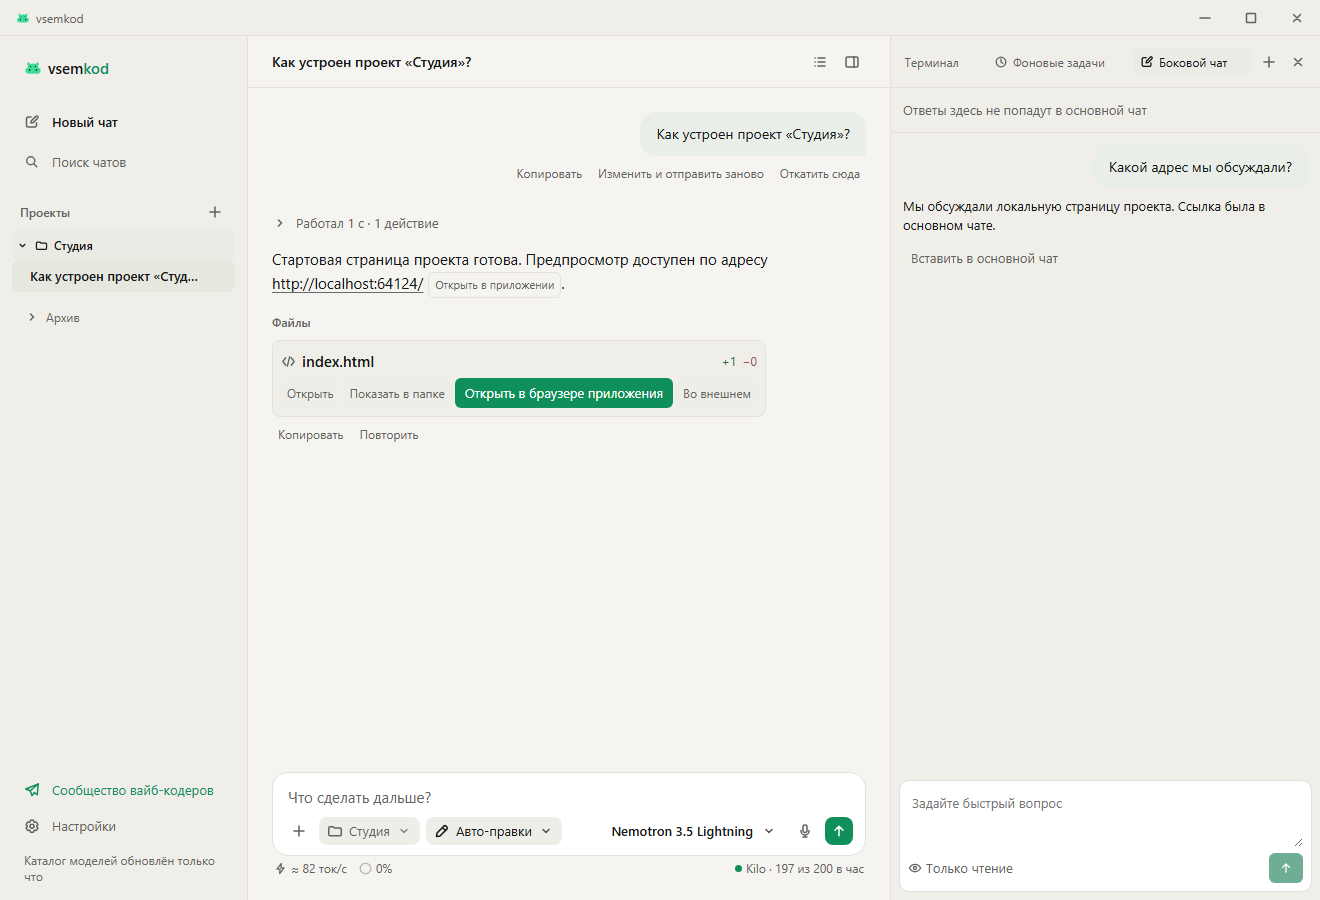 vsemkod
vsemkod
Новый чат
Поиск чатов
Проекты
Студия
Как устроен проект «Студ...
Архив
Сообщество вайб-кодеров
Настройки
Каталог моделей обновлён только
что
Как устроен проект «Студия»?
Как устроен проект «Студия»?
Копировать Изменить и отправить заново Откатить сюда
Работал 1 с · 1 действие
Стартовая страница проекта готова. Предпросмотр доступен по адресу
http://localhost:64124/ Открыть в приложении .
Файлы
index.html +1 −0
Открыть Показать в папке Открыть в браузере приложения Во внешнем
Копировать Повторить
Что сделать дальше?
Студия Авто-правки Nemotron 3.5 Lightning
≈ 82 ток/с 0% Kilo · 197 из 200 в час
Терминал Фоновые задачи Боковой чат
Ответы здесь не попадут в основной чат
Какой адрес мы обсуждали?
Мы обсуждали локальную страницу проекта. Ссылка была в
основном чате.
Вставить в основной чат
Задайте быстрый вопрос
Только чтение